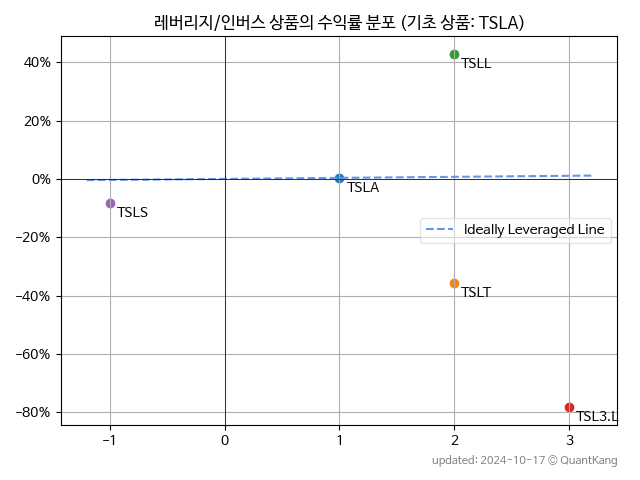 레버리지/인버스 상품의 수익률 분포 (기초 상품: TSLA)
40%
20%
0%
−20%
−40%
−60%
−80%
TSLL
TSLA
TSLS
Ideally Leveraged Line
TSLT
TSL3.L
−1 0 1 2 3
updated: 2024-10-17 © QuantKang